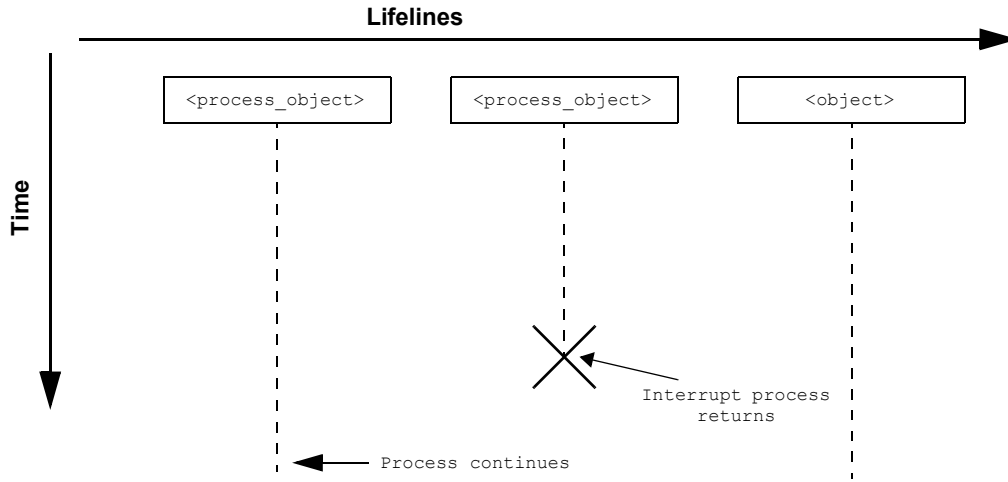 Lifelines
<process_object>
<process_object>
<object>
Time
Interrupt process
returns
Process continues